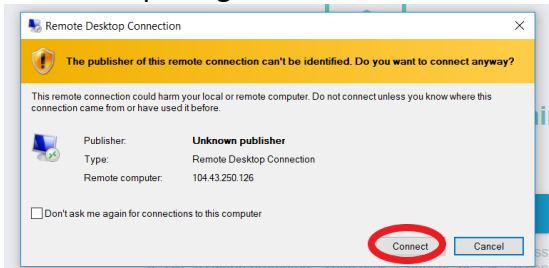 Remote Desktop Connection
The publisher of this remote connection can't be identified. Do you want to connect anyway?
This remote connection could harm your local or remote computer. Do not connect unless you know where this
connection came from or have used it before.
Publisher: Unknown publisher
Type: Remote Desktop Connection
Remote computer: 104.43.250.126
Don't ask me again for connections to this computer
Connect Cancel